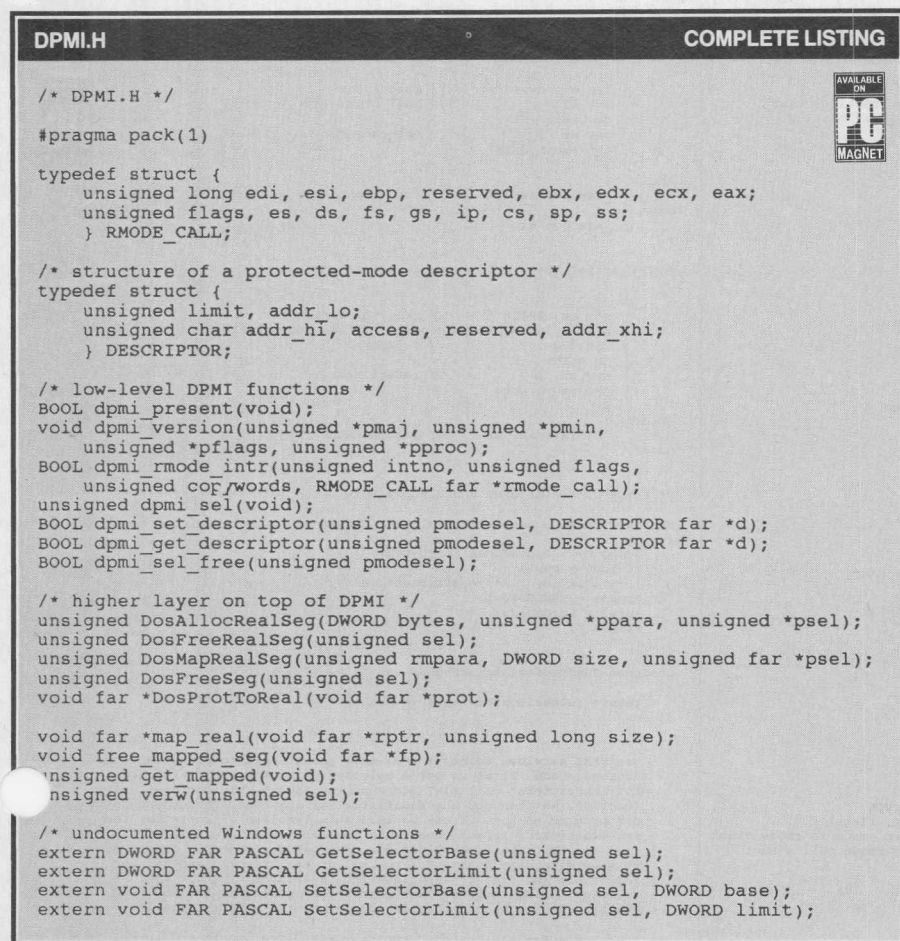 DPMI.H COMPLETE LISTING
AVAILABLE
ON
PC
MAGNET
/* DPMI.H */
#pragma pack(1)
typedef struct {
    unsigned long edi, esi, ebp, reserved, ebx, edx, ecx, eax;
    unsigned flags, es, ds, fs, gs, ip, cs, sp, ss;
    } RMODE_CALL;
/* structure of a protected-mode descriptor */
typedef struct {
    unsigned limit, addr_lo;
    unsigned char addr_hi, access, reserved, addr_xhi;
    } DESCRIPTOR;
/* low-level DPMI functions */
BOOL dpmi_present(void);
void dpmi_version(unsigned *pmaj, unsigned *pmin,
    unsigned *pflags, unsigned *pproc);
BOOL dpmi_rmode_intr(unsigned intno, unsigned flags,
    unsigned RMODE_CALL far *rmode_call);
unsigned dpmi_sel(void);
BOOL dpmi_set_descriptor(unsigned pmodesel, DESCRIPTOR far *d);
BOOL dpmi_get_descriptor(unsigned pmodesel, DESCRIPTOR far *d);
BOOL dpmi_sel_free(unsigned pmodesel);
/* higher layer on top of DPMI */
unsigned DosAllocRealSeg(DWORD bytes, unsigned *ppara, unsigned *psel);
unsigned DosFreeRealSeg(unsigned sel);
unsigned DosMapRealSeg(unsigned rmpara, DWORD size, unsigned far *psel);
unsigned DosFreeSeg(unsigned sel);
void far *DosProtToReal(void far *prot);
void far *map_real(void far *rptr, unsigned long size);
void free_mapped_seg(void far *fp);
nsigned get_mapped(void);
nsigned verw(unsigned sel);
/* undocumented Windows functions */
extern DWORD FAR PASCAL GetSelectorBase(unsigned sel);
extern DWORD FAR PASCAL GetSelectorLimit(unsigned sel);
extern void FAR PASCAL SetSelectorBase(unsigned sel, DWORD base);
extern void FAR PASCAL SetSelectorLimit(unsigned sel, DWORD limit);